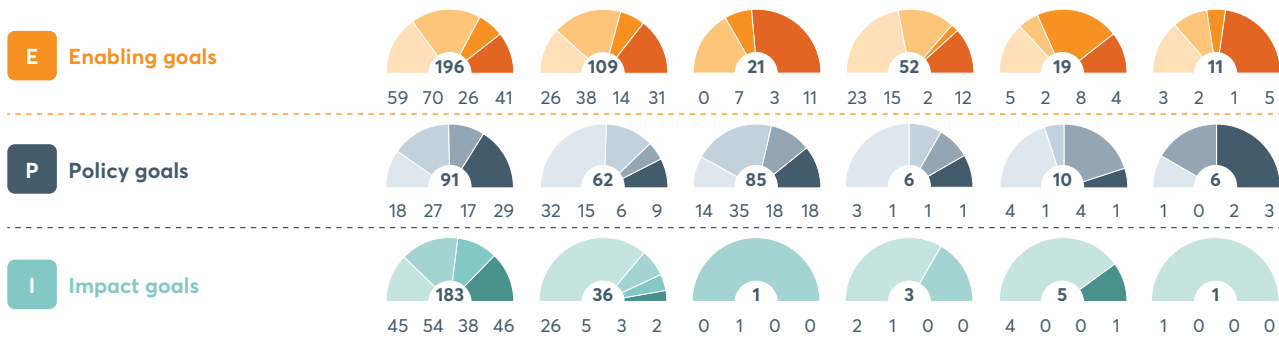 E Enabling goals 196 109 21 52 19 11
59 70 26 41 26 38 14 31 0 7 3 11 23 15 2 12 5 2 8 4 3 2 1 5
P Policy goals 91 62 85 6 10 6
18 27 17 29 32 15 6 9 14 35 18 18 3 1 1 1 4 1 4 1 1 0 2 3
I Impact goals 183 36 1 3 5 1
45 54 38 46 26 5 3 2 0 1 0 0 2 1 0 0 4 0 0 1 1 0 0 0